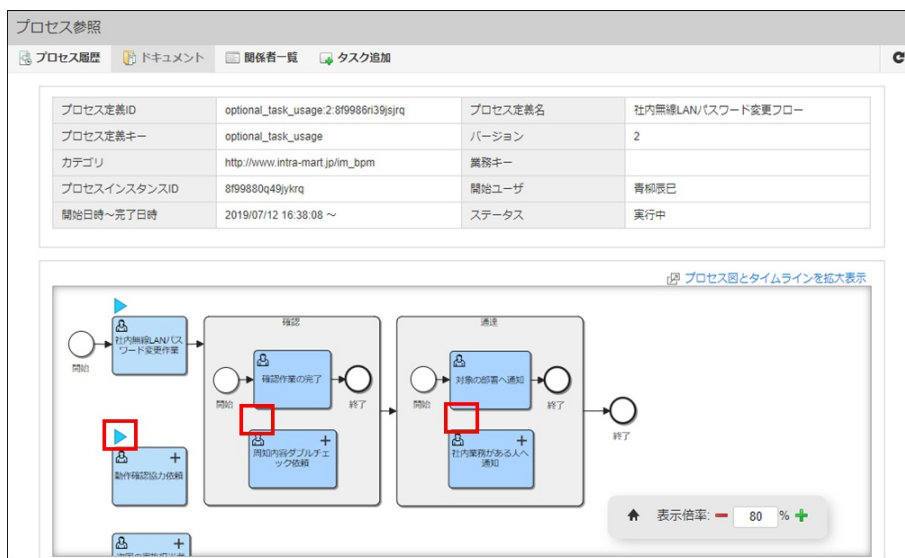 プロセス参照
プロセス履歴 ドキュメント 関係者一覧 タスク追加
プロセス定義ID optional_task_usage:2:8f9986ri39jsjrq プロセス定義名 社内無線LANパスワード変更フロー
プロセス定義キー optional_task_usage バージョン 2
カテゴリ http://www.intra-mart.jp/im_bpm 業務キー
プロセスインスタンスID 8f99880q49jykrq 開始ユーザ 青柳辰巳
開始日時～完了日時 2019/07/12 16:38:08 ～ ステータス 実行中
プロセス図とタイムラインを拡大表示
開始
社内無線LANパス
ワード変更作業
確認
開始
確認作業の完了
終了
周知内容ダブルチェ
ック依頼
通達
開始
対象の部署へ通知
終了
社内業務がある人へ
通知
終了
動作確認協力依頼
表示倍率: 80 %